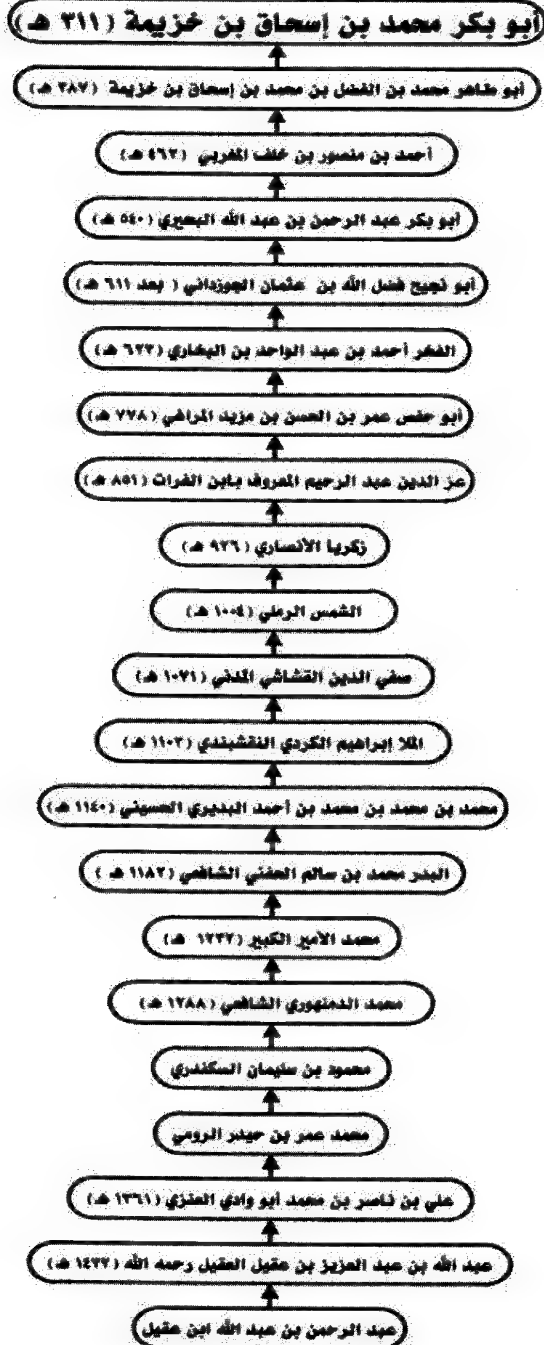 أبو بكر محمد بن إسحاق بن خزيمة (٣١١ هـ)
أبو طاهر محمد بن الفضل بن محمد بن إسحاق بن خزيمة (٣٨٧ هـ)
أحمد بن منصور بن خلف المغربي (٤٦٢ هـ)
أبو بكر عبد الرحمن بن عبد الله البحيري (٥٤٠ هـ)
أبو نجيح فضل الله بن عثمان الجوزداني (بعد ٦١١ هـ)
الفخر أحمد بن عبد الواحد بن البخاري (٦٢٣ هـ)
أبو حفص عمر بن الحسن بن مزيد المراغي (٧٧٨ هـ)
عز الدين عبد الرحيم المعروف بابن الفرات (٨٥١ هـ)
زكريا الأنصاري (٩٢٦ هـ)
الشمس الرملي (١٠٠٤ هـ)
صفي الدين القشاشي المدني (١٠٧١ هـ)
الملا إبراهيم الكردي النقشبندي (١١٠٢ هـ)
محمد بن محمد بن محمد بن أحمد البديري الحسيني (١١٤٠ هـ)
البدر محمد بن سالم الحفني الشافعي (١١٨٢ هـ)
محمد الأمير الكبير (١٢٣٢ هـ)
محمد الدمنهوري الشافعي (١٢٨٨ هـ)
محمود بن سليمان السكندري
محمد عمر بن حيدر الرومي
علي بن ناصر بن محمد أبو وادي العنزي (١٣٦١ هـ)
عبد الله بن عبد العزيز بن عقيل العقيل رحمه الله (١٤٣٢ هـ)
عبد الرحمن بن عبد الله ابن عقيل